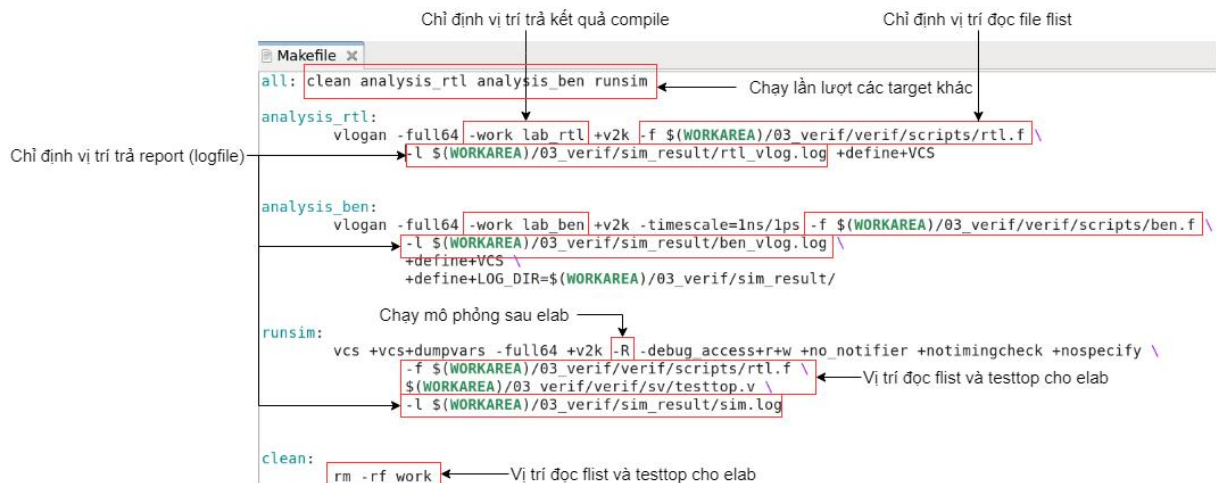 Chỉ định vị trí trả kết quả compile
Chỉ định vị trí đọc file flist
Makefile
all: clean analysis_rtl analysis_ben runsim
Chạy lần lượt các target khác
analysis_rtl:
vlogan -full64 -work lab_rtl +v2k -f $(WORKAREA)/03_verif/verif/scripts/rtl.f \
Chỉ định vị trí trả report (logfile)
-l $(WORKAREA)/03_verif/sim_result/rtl_vlog.log +define+VCS
analysis_ben:
vlogan -full64 -work lab_ben +v2k -timescale=1ns/1ps -f $(WORKAREA)/03_verif/verif/scripts/ben.f \
-l $(WORKAREA)/03_verif/sim_result/ben_vlog.log \
+define+VCS \
+define+LOG_DIR=$(WORKAREA)/03_verif/sim_result/
Chạy mô phỏng sau elab
runsim:
vcs +vcs+dumpvars -full64 +v2k -R -debug_access+r+w +no_notifier +notimingcheck +nospecify \
-f $(WORKAREA)/03_verif/verif/scripts/rtl.f \
$(WORKAREA)/03_verif/verif/sv/testtop.v \
Vị trí đọc flist và testtop cho elab
-l $(WORKAREA)/03_verif/sim_result/sim.log
clean:
rm -rf work
Vị trí đọc flist và testtop cho elab